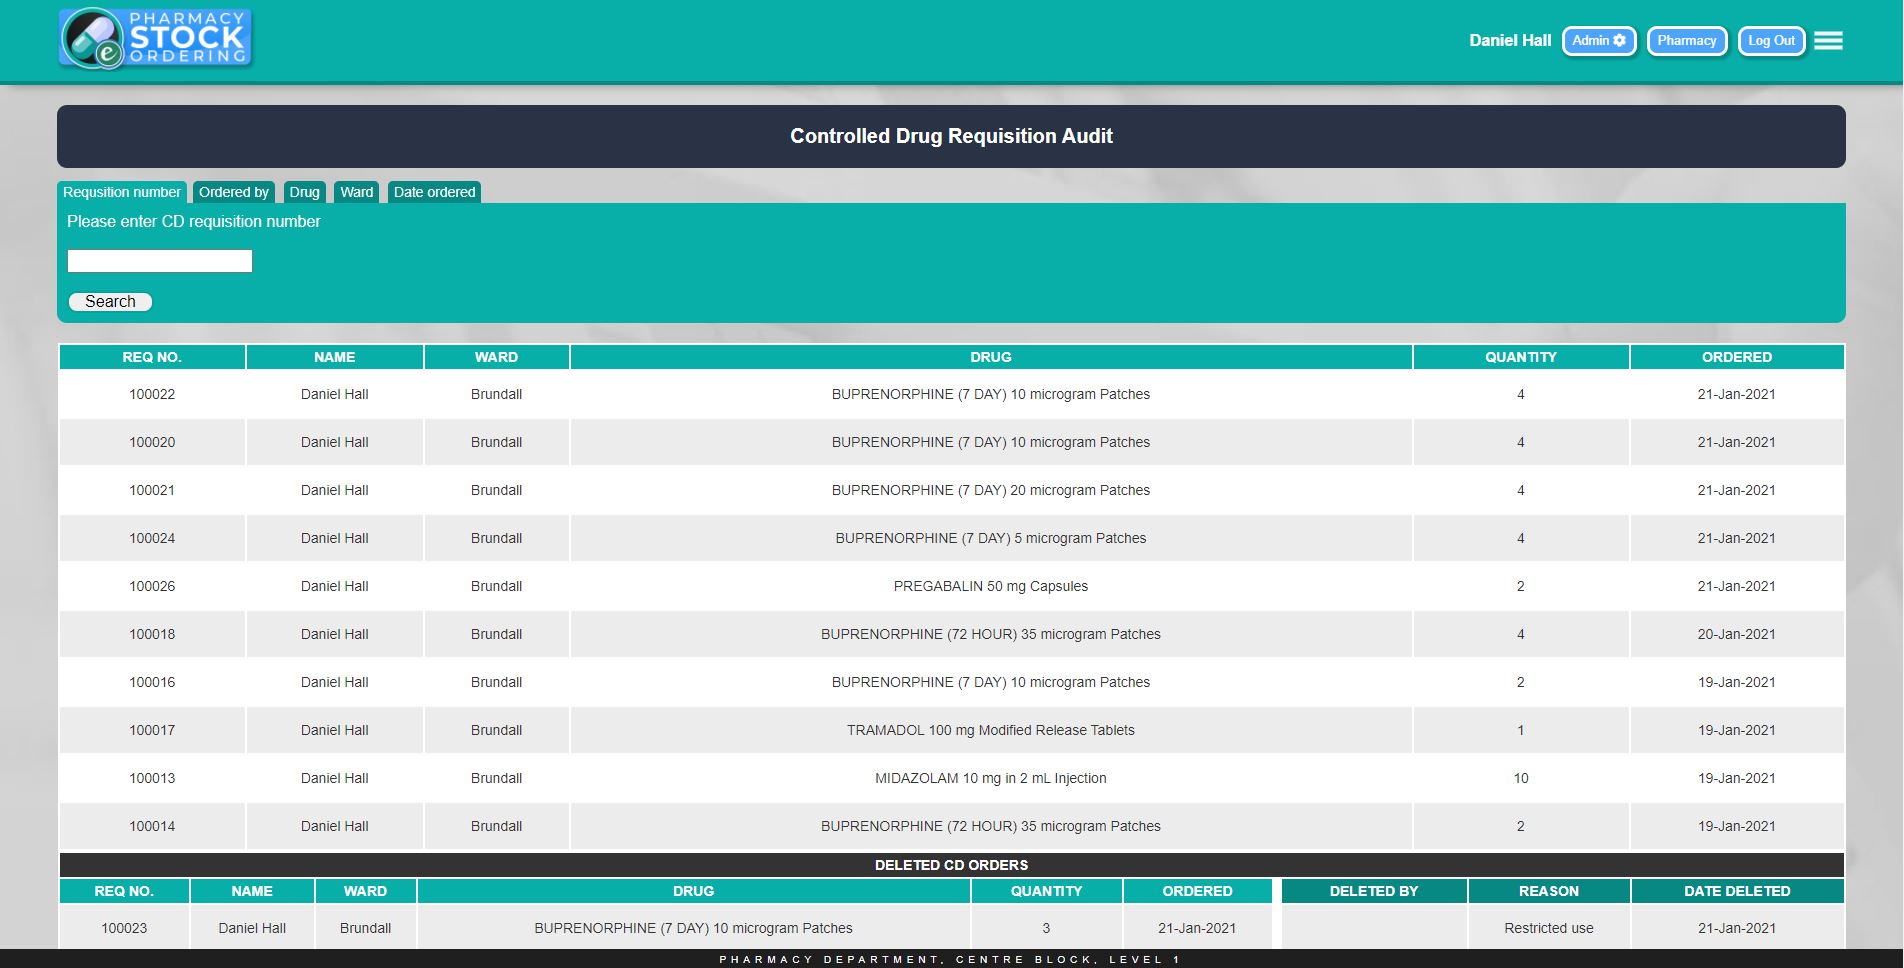 PHARMACY
STOCK
e ORDERING
Daniel Hall Admin Pharmacy Log Out
Controlled Drug Requisition Audit
Requsition number Ordered by Drug Ward Date ordered
Please enter CD requisition number
Search
REQ NO. NAME WARD DRUG QUANTITY ORDERED
100022 Daniel Hall Brundall BUPRENORPHINE (7 DAY) 10 microgram Patches 4 21-Jan-2021
100020 Daniel Hall Brundall BUPRENORPHINE (7 DAY) 10 microgram Patches 4 21-Jan-2021
100021 Daniel Hall Brundall BUPRENORPHINE (7 DAY) 20 microgram Patches 4 21-Jan-2021
100024 Daniel Hall Brundall BUPRENORPHINE (7 DAY) 5 microgram Patches 4 21-Jan-2021
100026 Daniel Hall Brundall PREGABALIN 50 mg Capsules 2 21-Jan-2021
100018 Daniel Hall Brundall BUPRENORPHINE (72 HOUR) 35 microgram Patches 4 20-Jan-2021
100016 Daniel Hall Brundall BUPRENORPHINE (7 DAY) 10 microgram Patches 2 19-Jan-2021
100017 Daniel Hall Brundall TRAMADOL 100 mg Modified Release Tablets 1 19-Jan-2021
100013 Daniel Hall Brundall MIDAZOLAM 10 mg in 2 mL Injection 10 19-Jan-2021
100014 Daniel Hall Brundall BUPRENORPHINE (72 HOUR) 35 microgram Patches 2 19-Jan-2021
DELETED CD ORDERS
REQ NO. NAME WARD DRUG QUANTITY ORDERED DELETED BY REASON DATE DELETED
100023 Daniel Hall Brundall BUPRENORPHINE (7 DAY) 10 microgram Patches 3 21-Jan-2021 Restricted use 21-Jan-2021
PHARMACY DEPARTMENT, CENTRE BLOCK, LEVEL 1